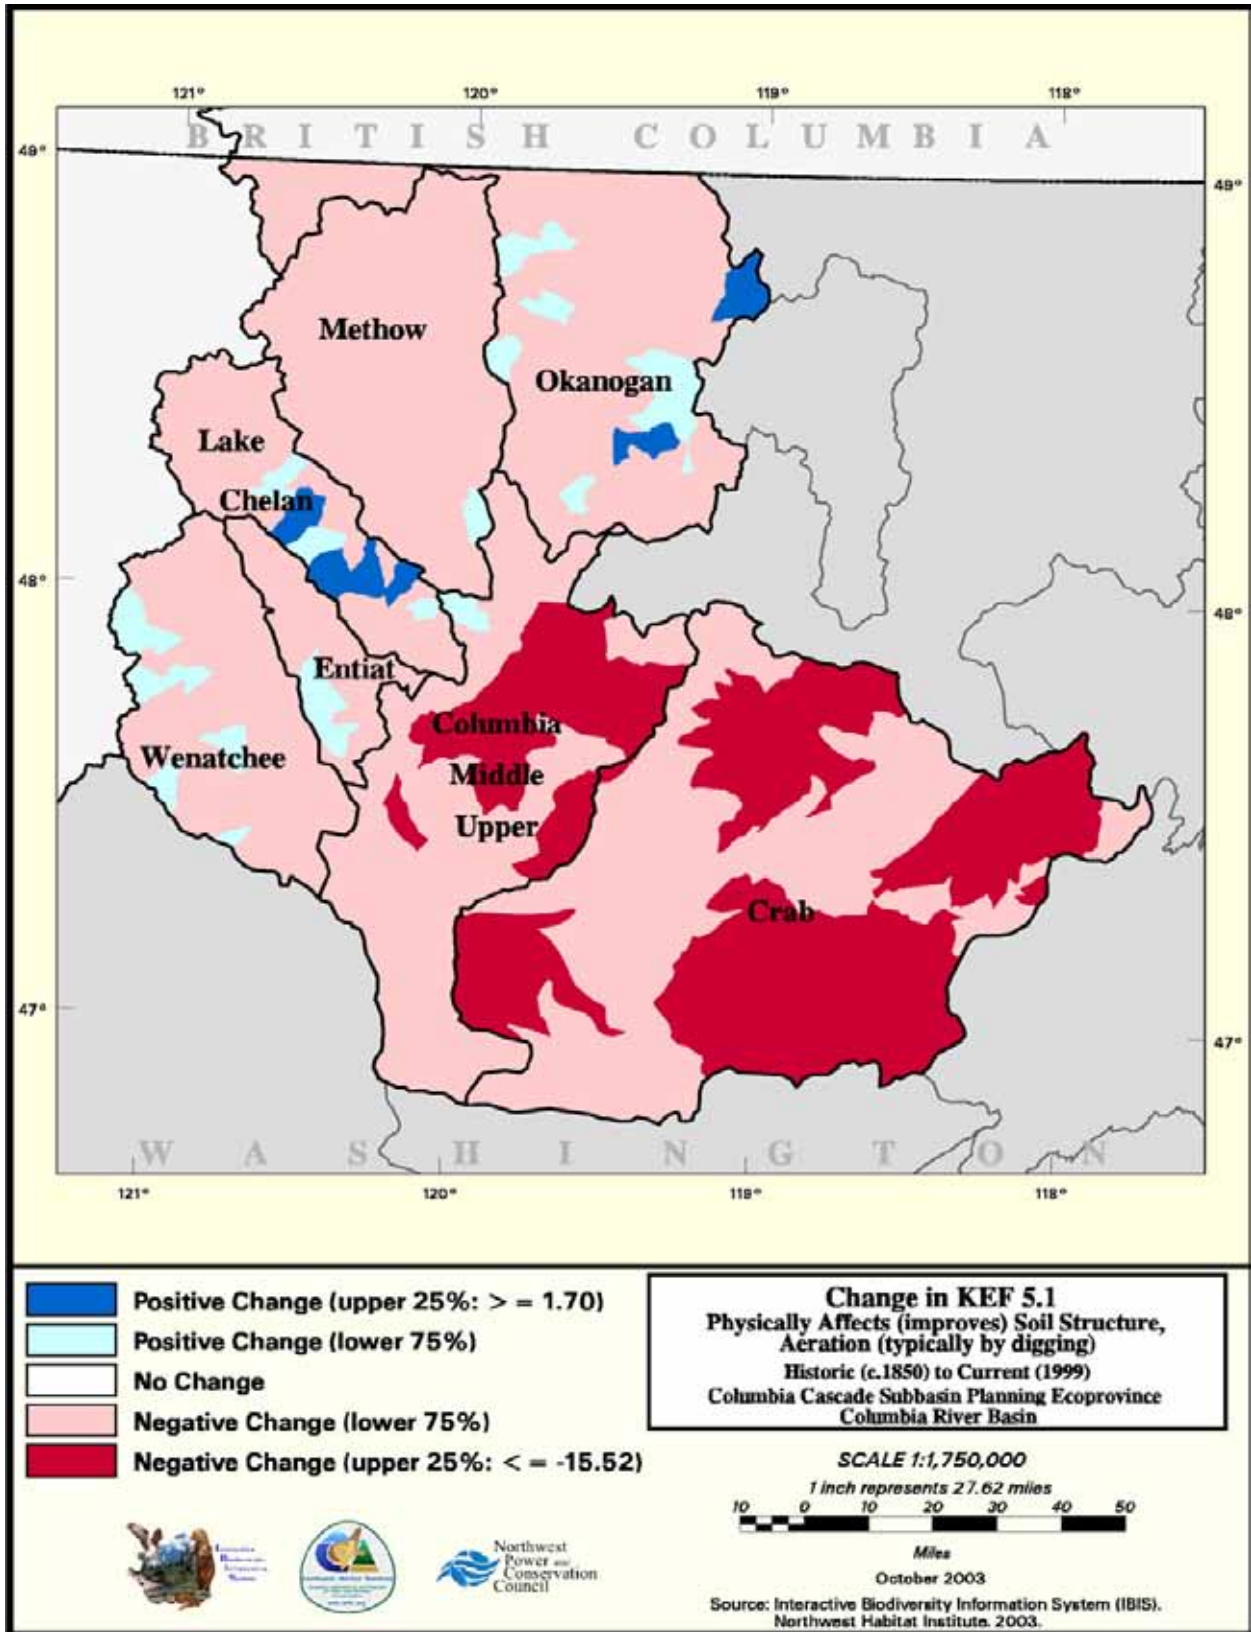 121° 120° 119° 118°
BRITISH COLUMBIA
49°
49°
Methow
Okanogan
Lake
Chelan
48°
48°
Entiat
Columbia
Wenatchee
Middle
Upper
Crab
47°
47°
WASHINGTON
121° 120° 119° 118°
Positive Change (upper 25%: > = 1.70)
Positive Change (lower 75%)
No Change
Negative Change (lower 75%)
Negative Change (upper 25%: < = -15.52)
Change in KEF 5.1
Physically Affects (improves) Soil Structure,
Aeration (typically by digging)
Historic (c.1850) to Current (1999)
Columbia Cascade Subbasin Planning Ecoprovince
Columbia River Basin
SCALE 1:1,750,000
1 inch represents 27.62 miles
10 0 10 20 30 40 50
Miles
October 2003
Source: Interactive Biodiversity Information System (IBIS).
Northwest Habitat Institute. 2003.
Northwest
Power and
Conservation
Council